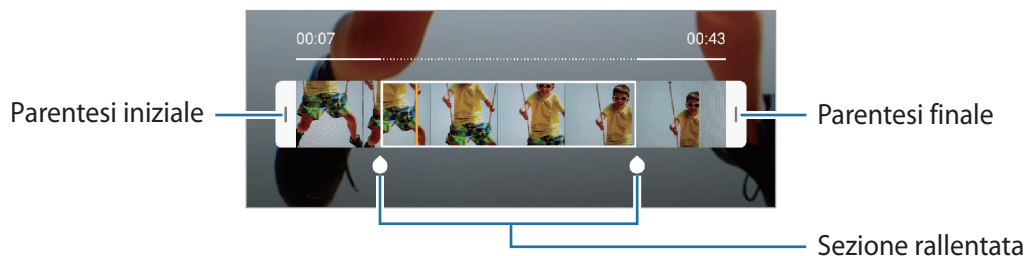 00:07
00:43
Parentesi iniziale
Parentesi finale
Sezione rallentata